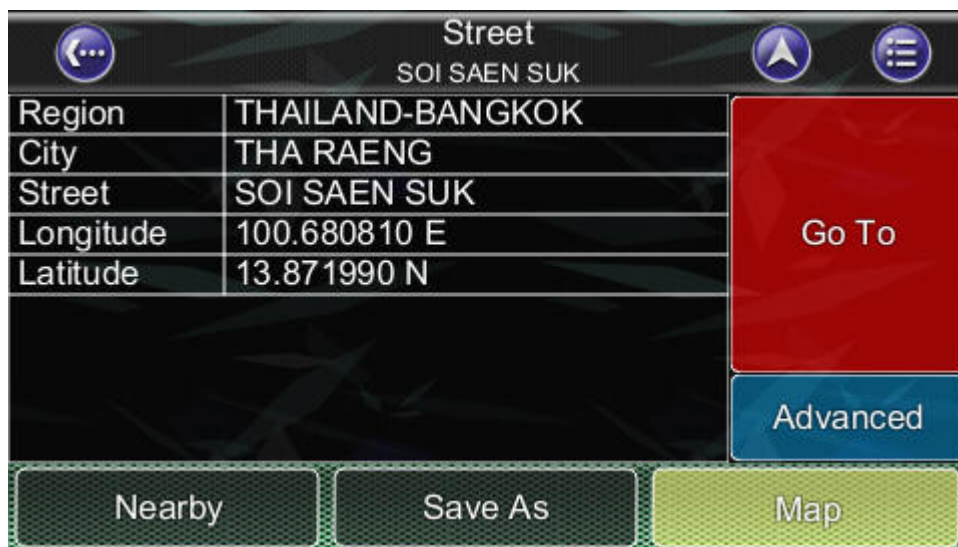 Street
SOI SAEN SUK
Region THAILAND-BANGKOK
City THA RAENG
Street SOI SAEN SUK
Longitude 100.680810 E
Latitude 13.871990 N
Go To
Advanced
Nearby Save As Map